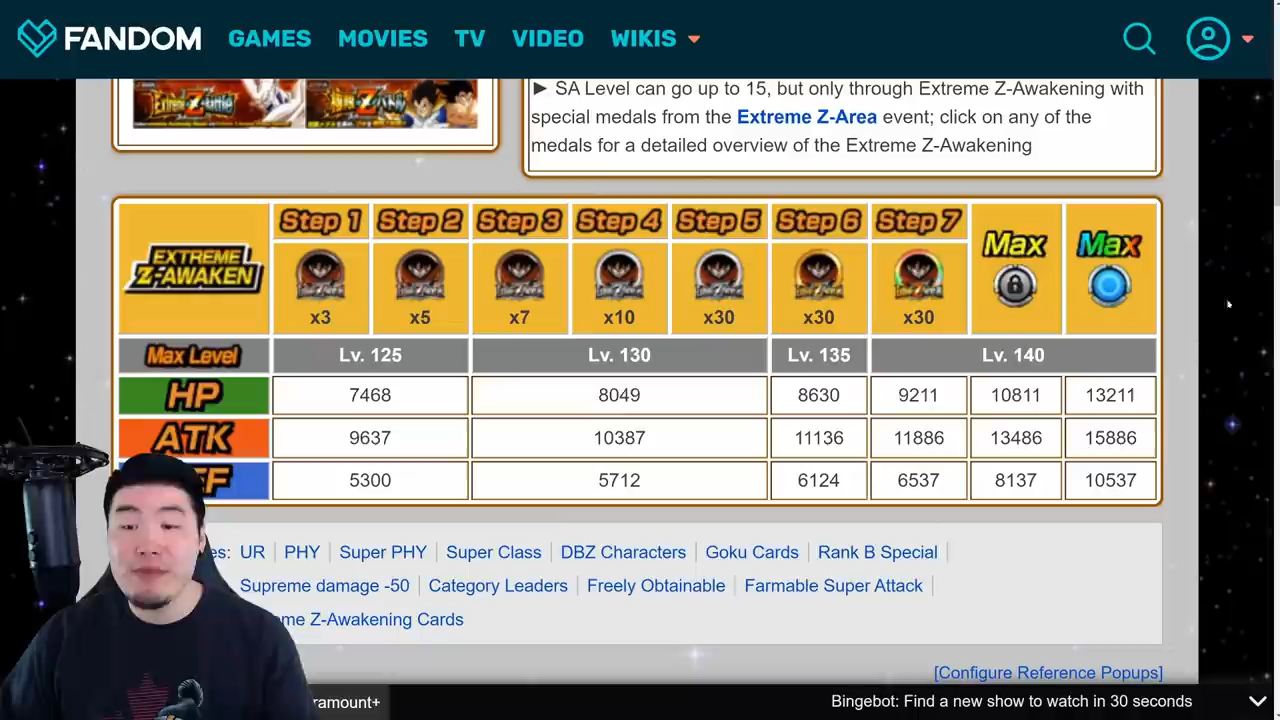 FANDOM GAMES MOVIES TV VIDEO WIKIS
► SA Level can go up to 15, but only through Extreme Z-Awakening with
special medals from the Extreme Z-Area event; click on any of the
medals for a detailed overview of the Extreme Z-Awakening
EXTREME
Z-AWAKEN
Step 1 Step 2 Step 3 Step 4 Step 5 Step 6 Step 7 Max Max
x3 x5 x7 x10 x30 x30 x30
Max Level Lv. 125 Lv. 130 Lv. 135 Lv. 140
HP 7468 8049 8630 9211 10811 13211
ATK 9637 10387 11136 11886 13486 15886
EF 5300 5712 6124 6537 8137 10537
es: UR PHY Super PHY Super Class DBZ Characters Goku Cards Rank B Special
Supreme damage -50 Category Leaders Freely Obtainable Farmable Super Attack
me Z-Awakening Cards
[Configure Reference Popups]
ramount+ Bingebot: Find a new show to watch in 30 seconds